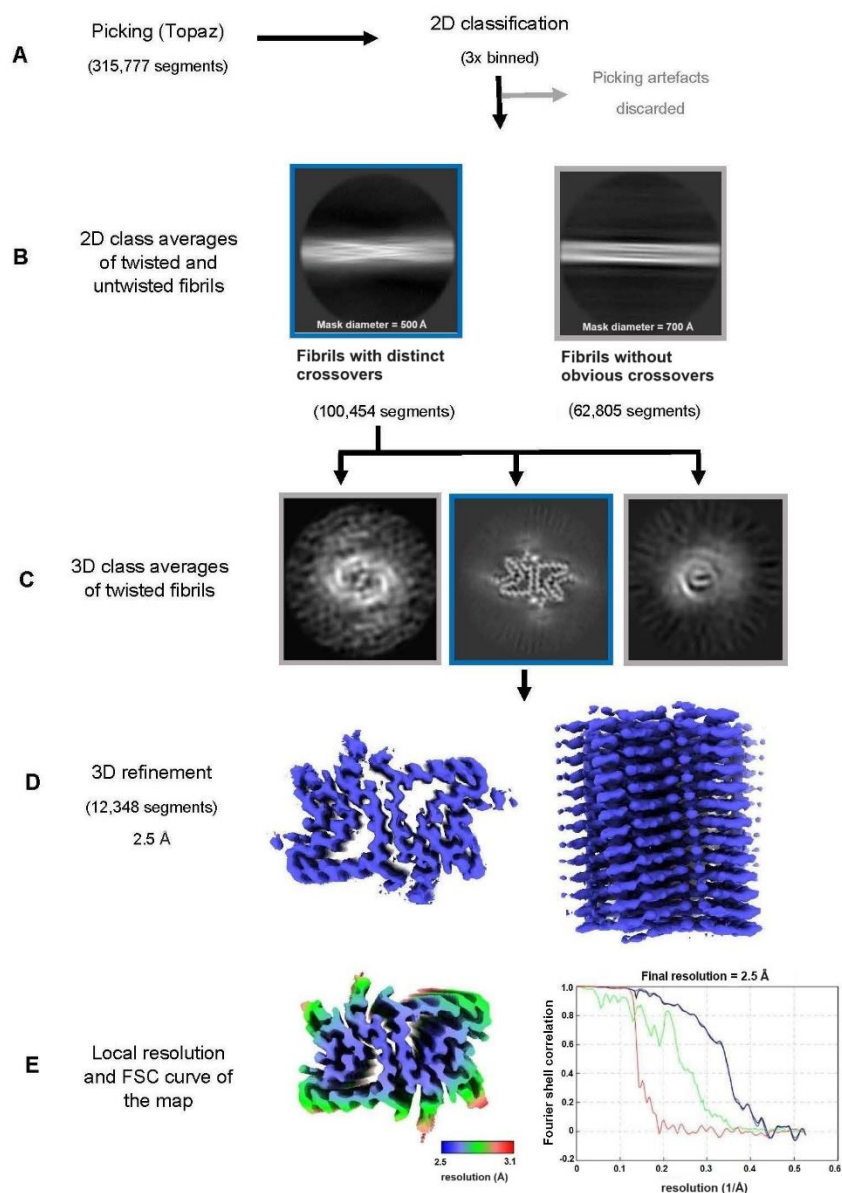 A
Picking (Topaz)
(315,777 segments)
2D classification
(3x binned)
Picking artefacts
discarded
B
2D class averages
of twisted and
untwisted fibrils
Mask diameter = 500 Å
Mask diameter = 700 Å
Fibrils with distinct
crossovers
Fibrils without
obvious crossovers
(100,454 segments)
(62,805 segments)
C
3D class averages
of twisted fibrils
D
3D refinement
(12,348 segments)
2.5 Å
E
Local resolution
and FSC curve of
the map
2.5
3.1
resolution (Å)
Final resolution = 2.5 Å
Fourier shell correlation
1.0
0.8
0.6
0.4
0.2
0
-0.2
0
0.1
0.2
0.3
0.4
0.5
0.6
resolution (1/Å)